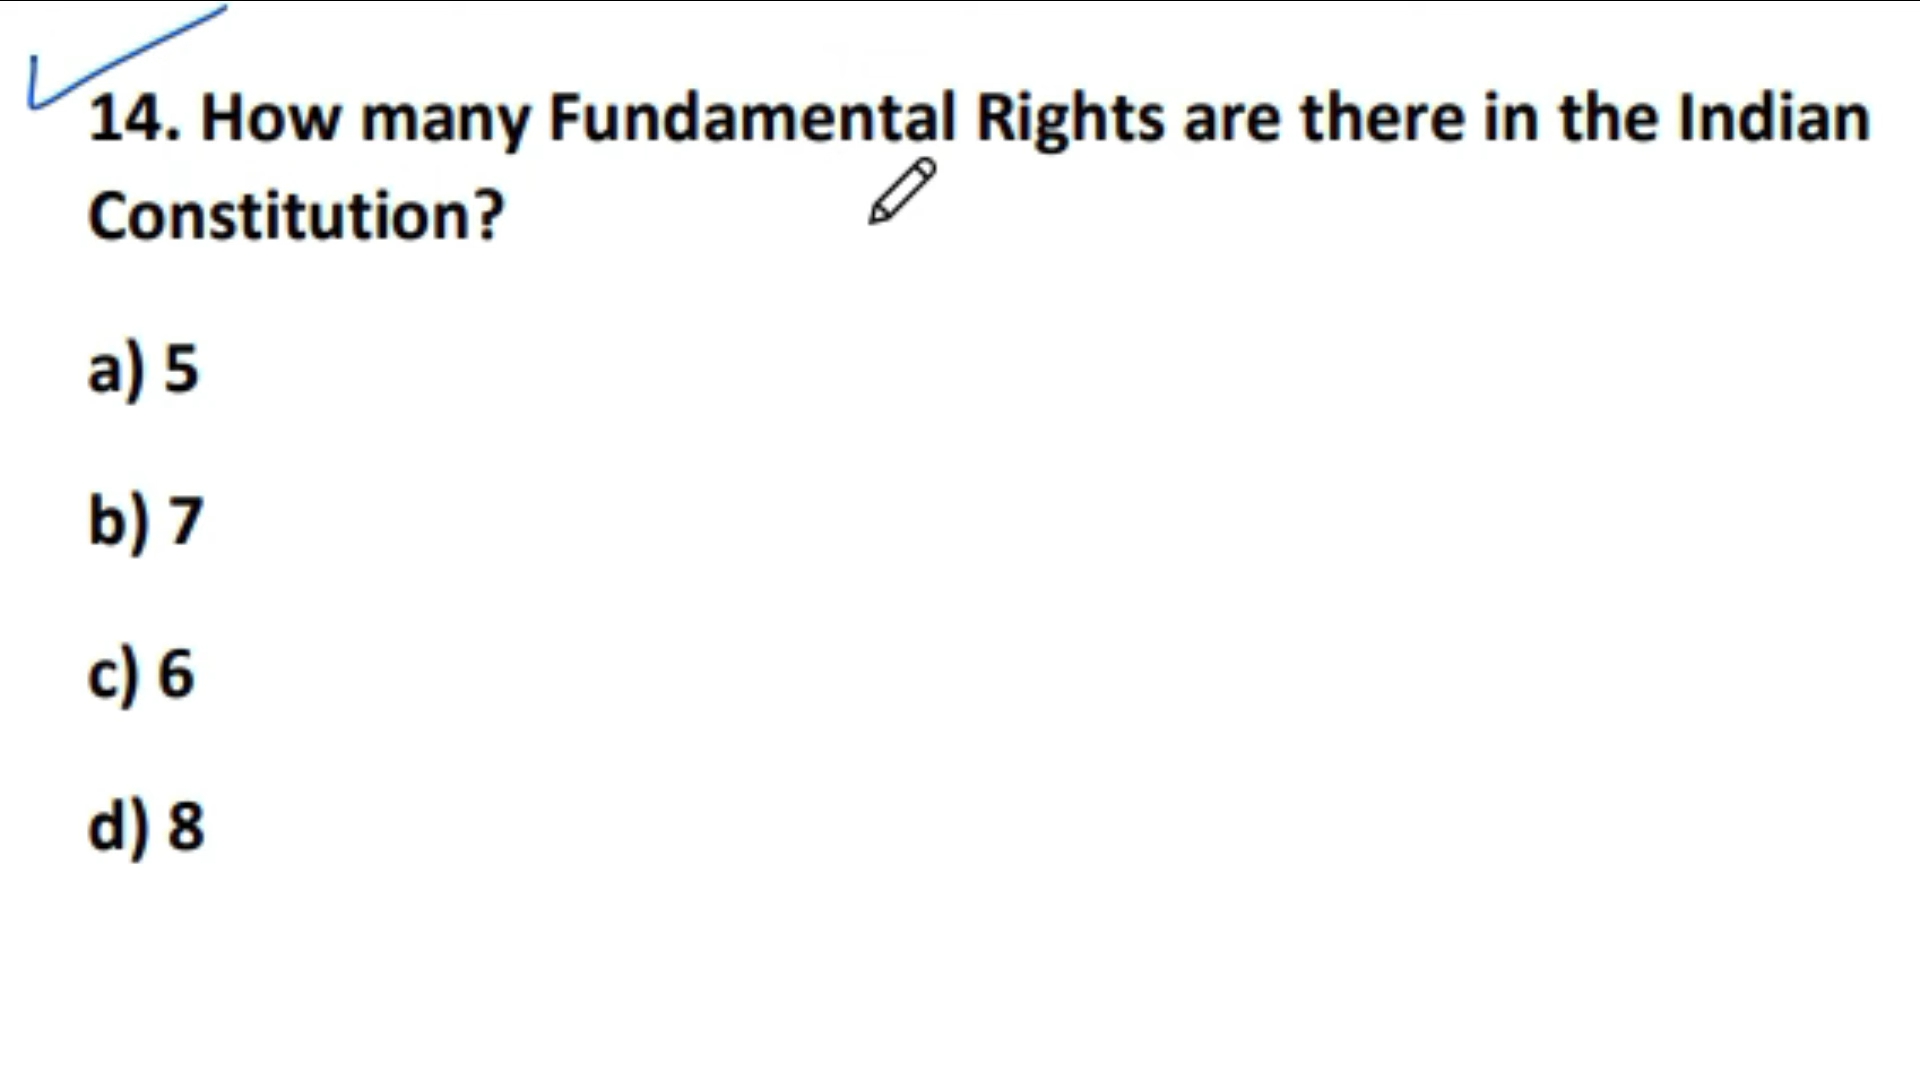 14. How many Fundamental Rights are there in the Indian
Constitution?
a) 5
b) 7
c) 6
d) 8